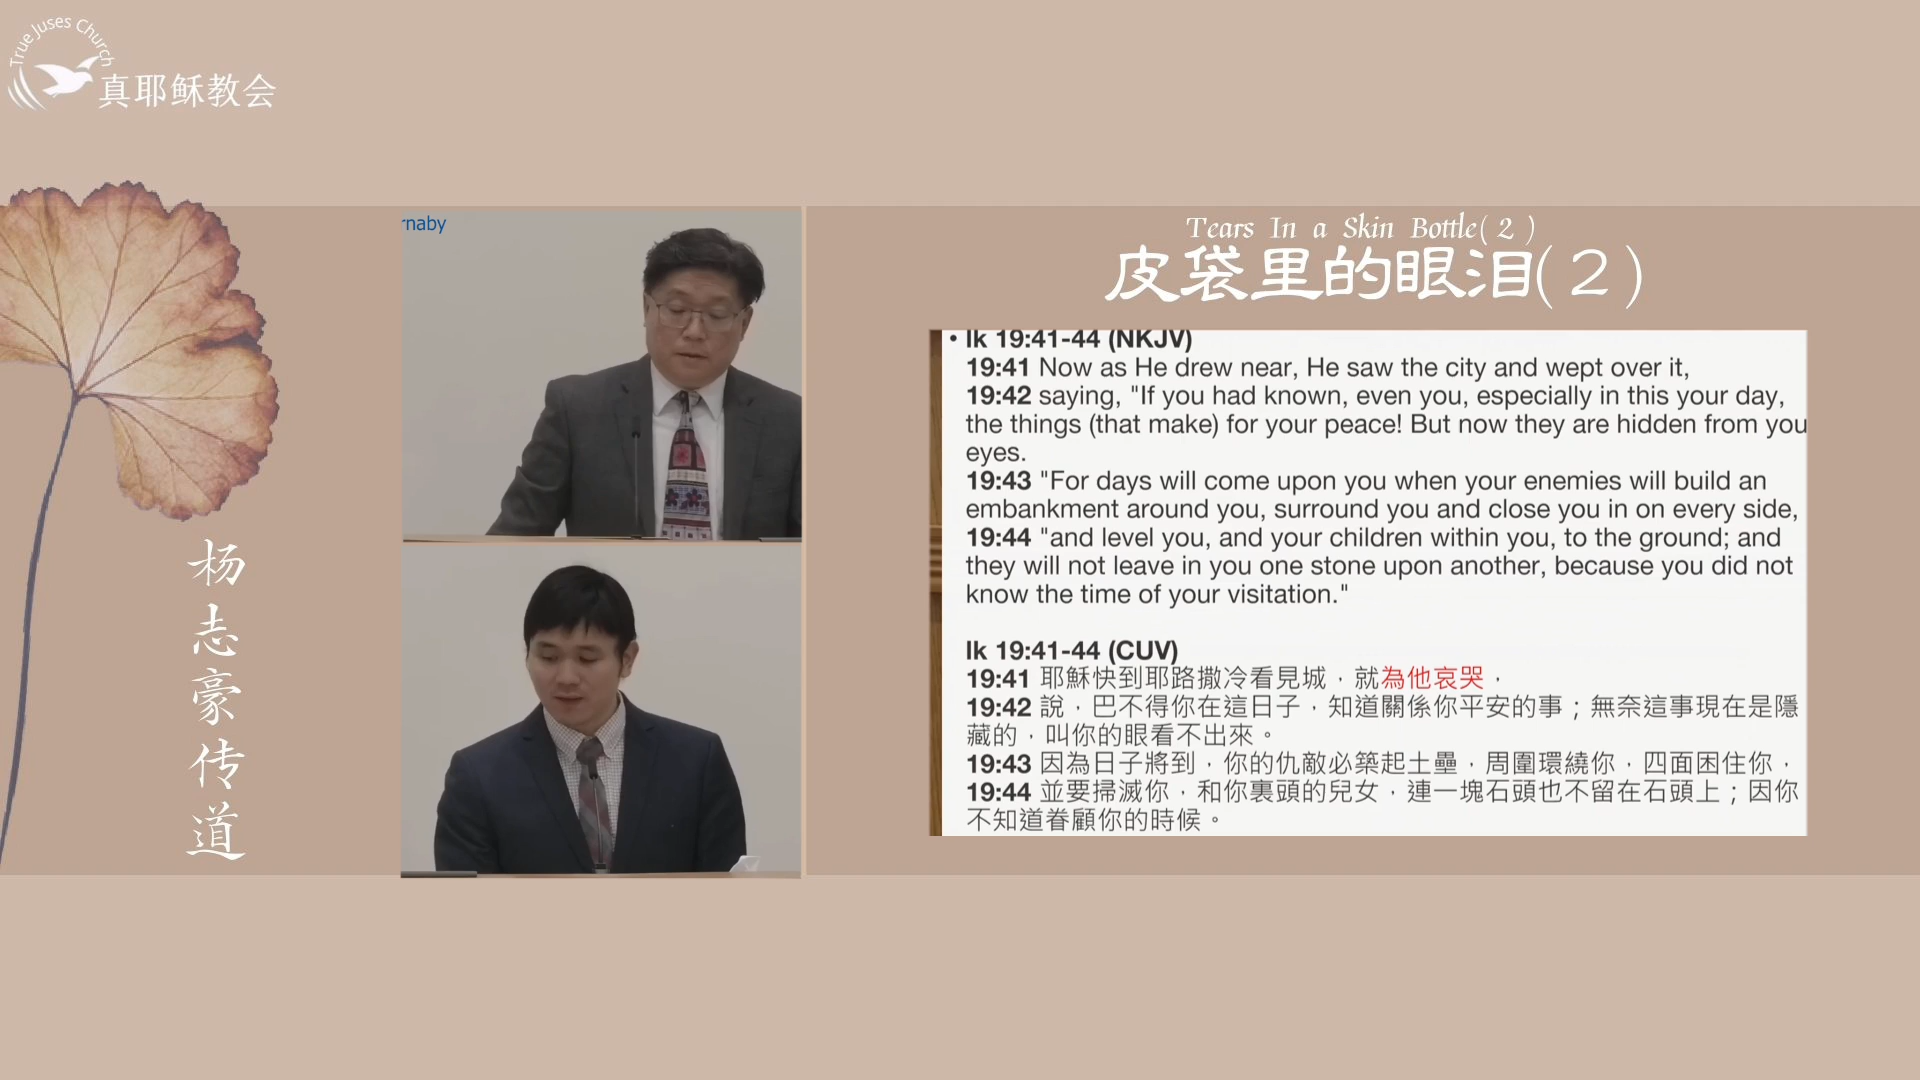 True Juses Church
真耶稣教会
rnaby
Tears In a Skin Bottle(2)
皮袋里的眼泪(2)
杨志豪传道
• lk 19:41-44 (NKJV)
19:41 Now as He drew near, He saw the city and wept over it,
19:42 saying, "If you had known, even you, especially in this your day,
the things (that make) for your peace! But now they are hidden from you
eyes.
19:43 "For days will come upon you when your enemies will build an
embankment around you, surround you and close you in on every side,
19:44 "and level you, and your children within you, to the ground; and
they will not leave in you one stone upon another, because you did not
know the time of your visitation."
lk 19:41-44 (CUV)
19:41 耶穌快到耶路撒冷看見城，就為他哀哭，
19:42 說，巴不得你在這日子，知道關係你平安的事；無奈這事現在是隱
藏的，叫你的眼看不出來。
19:43 因為日子將到，你的仇敵必築起土壘，周圍環繞你，四面困住你，
19:44 並要掃滅你，和你裏頭的兒女，連一塊石頭也不留在石頭上；因你
不知道眷顧你的時候。